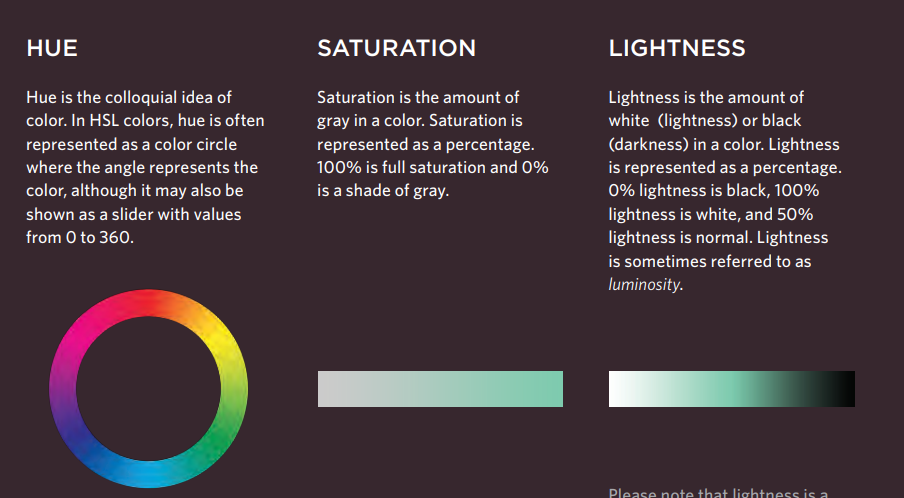 HUE
Hue is the colloquial idea of
color. In HSL colors, hue is often
represented as a color circle
where the angle represents the
color, although it may also be
shown as a slider with values
from 0 to 360.
SATURATION
Saturation is the amount of
gray in a color. Saturation is
represented as a percentage.
100% is full saturation and 0%
is a shade of gray.
LIGHTNESS
Lightness is the amount of
white  (lightness) or black
(darkness) in a color. Lightness
is represented as a percentage.
0% lightness is black, 100%
lightness is white, and 50%
lightness is normal. Lightness
is sometimes referred to as
luminosity.
Please note that lightness is a